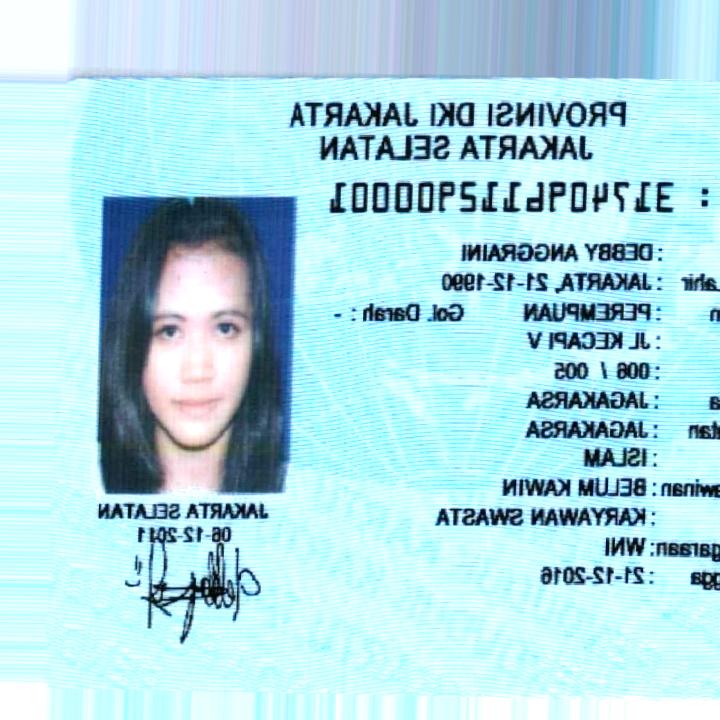 PROVINSI DKI JAKARTA
JAKARTA SELATAN
: 3174096112900001
: DEBBY ANGGRAINI
Lahir : JAKARTA, 21-12-1990
n : PEREMPUAN Gol. Darah : -
: JL KECAPI V
: 006 / 005
a : JAGAKARSA
tan : JAGAKARSA
: ISLAM
awinan : BELUM KAWIN
: KARYAWAN SWASTA
garaan : WNI
gga : 21-12-2016
JAKARTA SELATAN
06-12-2011